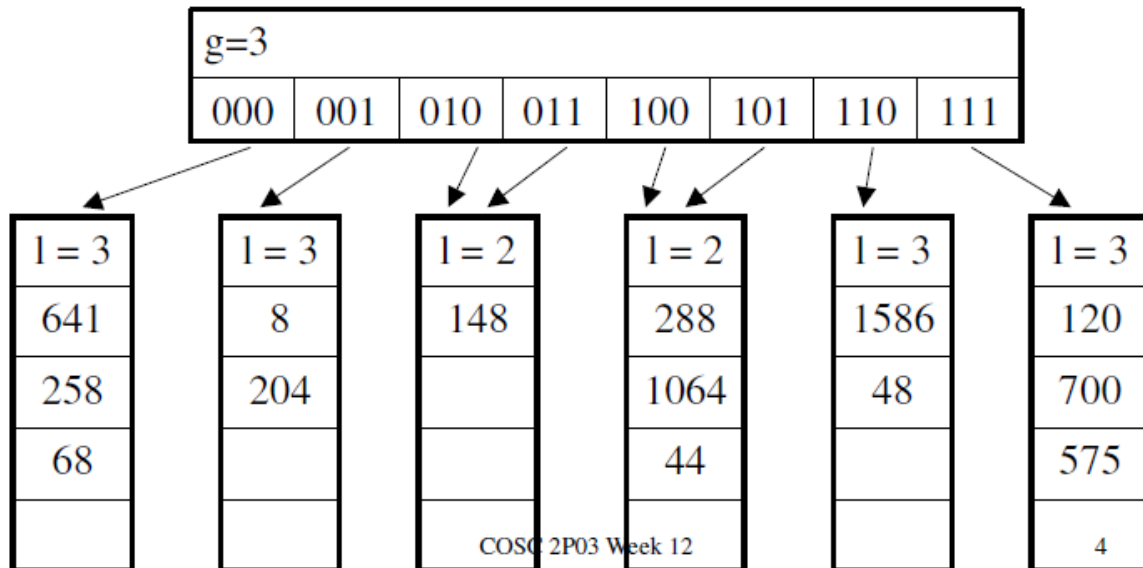 g=3
000 001 010 011 100 101 110 111
l = 3 l = 3 l = 2 l = 2 l = 3 l = 3
641 8 148 288 1586 120
258 204 1064 48 700
68 44 575
COSC 2P03 Week 12 4